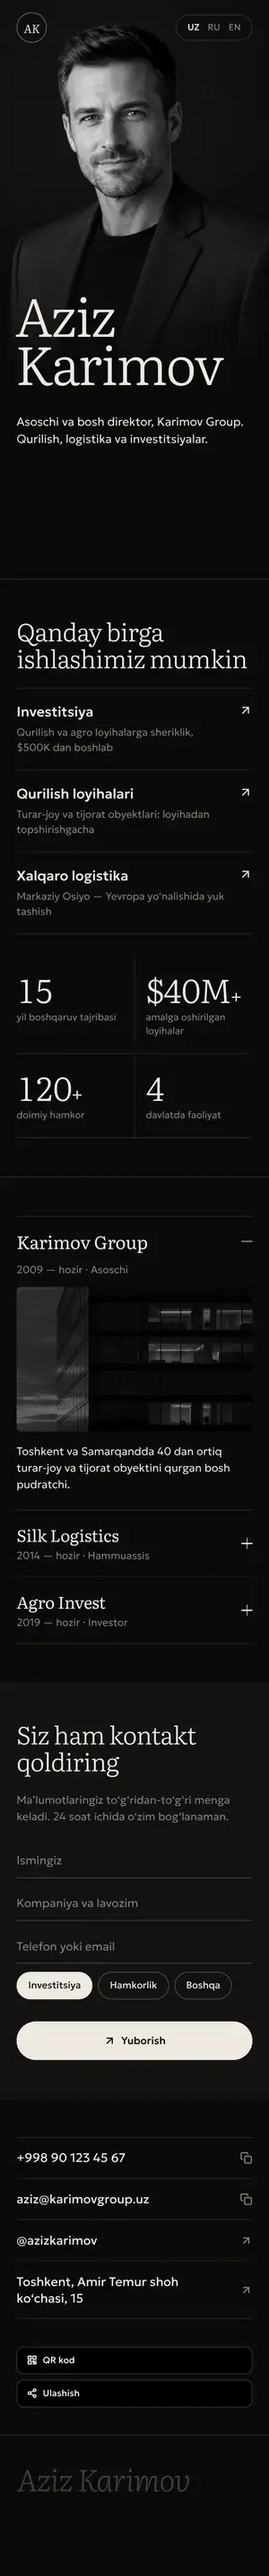 AK
UZ RU EN
Aziz
Karimov
Asoschi va bosh direktor, Karimov Group.
Qurilish, logistika va investitsiyalar.
Qanday birga
ishlashimiz mumkin
Investitsiya
Qurilish va agro loyihalarga sheriklik,
$500K dan boshlab
Qurilish loyihalari
Turar-joy va tijorat obyektlari: loyihadan
topshirishgacha
Xalqaro logistika
Markaziy Osiyo — Yevropa yo‘nalishida yuk
tashish
15
yil boshqaruv tajribasi
$40M+
amalga oshirilgan
loyihalar
120+
doimiy hamkor
4
davlatda faoliyat
Karimov Group
2009 — hozir · Asoschi
Toshkent va Samarqandda 40 dan ortiq
turar-joy va tijorat obyektini qurgan bosh
pudratchi.
Silk Logistics
2014 — hozir · Hammuassis
Agro Invest
2019 — hozir · Investor
Siz ham kontakt
qoldiring
Ma’lumotlaringiz to‘g‘ridan-to‘g‘ri menga
keladi. 24 soat ichida o‘zim bog‘lanaman.
Ismingiz
Kompaniya va lavozim
Telefon yoki email
Investitsiya Hamkorlik Boshqa
Yuborish
+998 90 123 45 67
aziz@karimovgroup.uz
@azizkarimov
Toshkent, Amir Temur shoh
ko‘chasi, 15
QR kod
Ulashish
Aziz Karimov